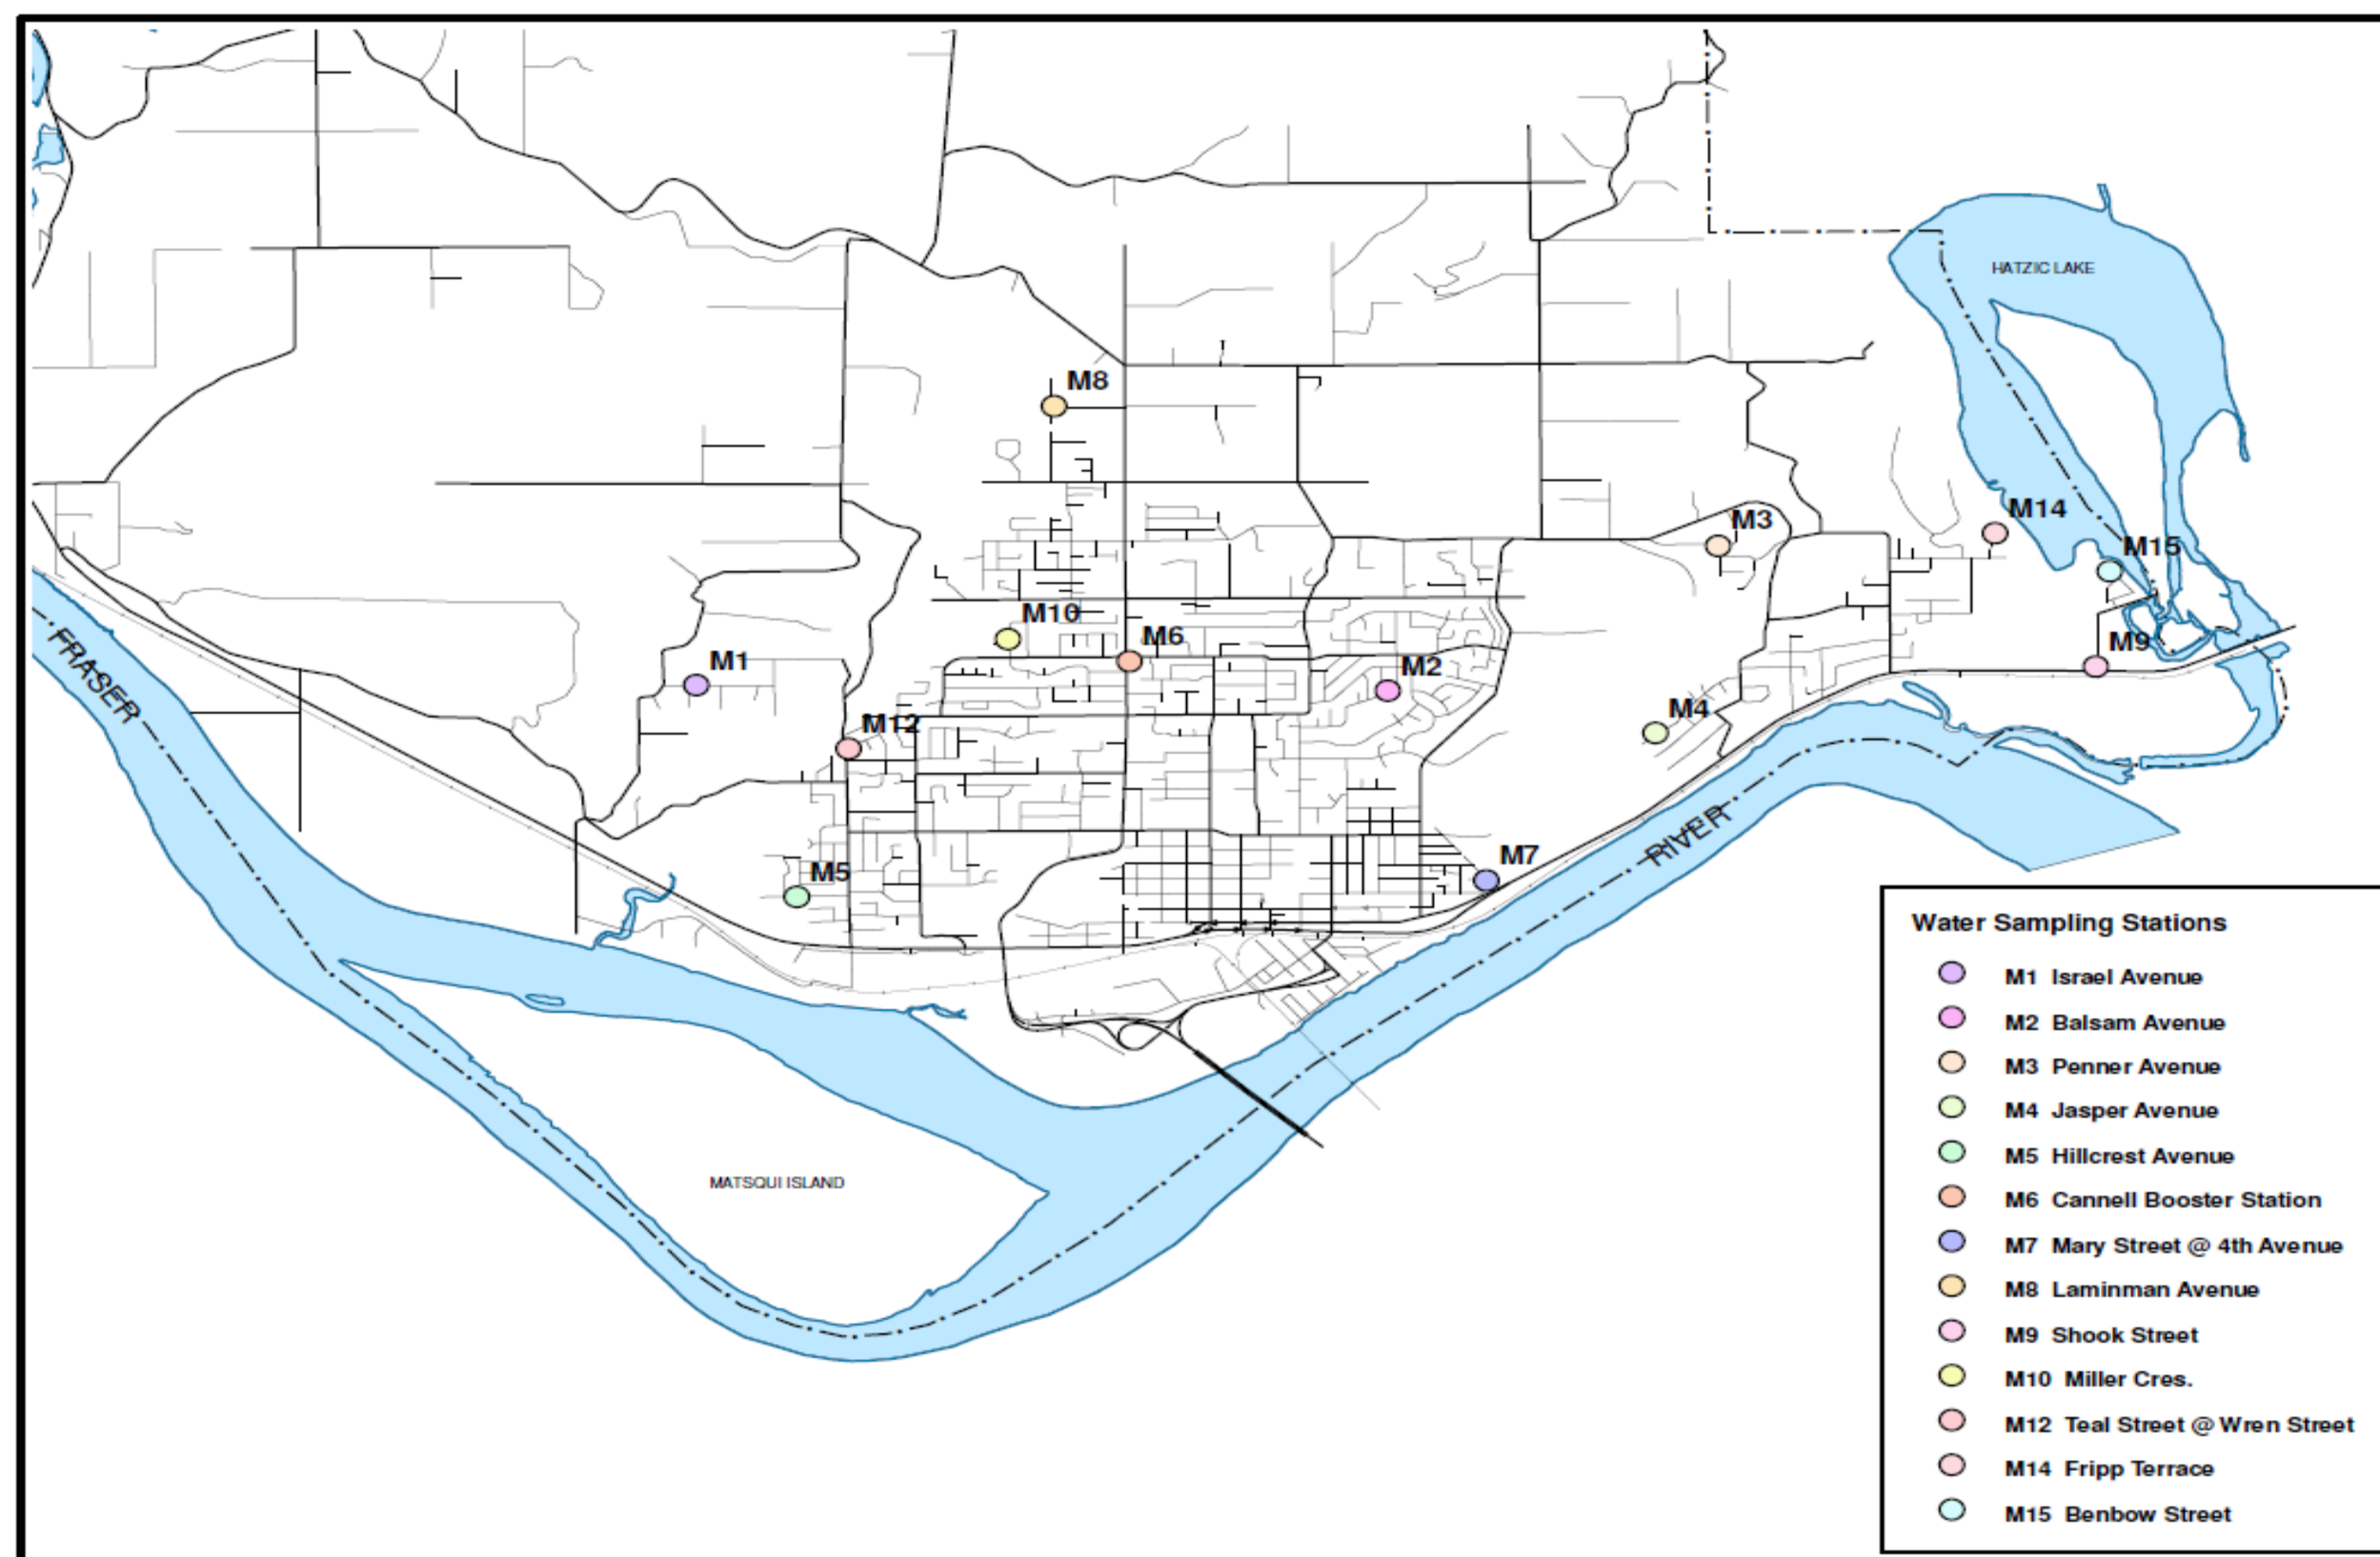 HATZIC LAKE
M8
M14
M3
M15
M10
M6
M9
M1
M2
M4
M12
FRASER
RIVER
M7
M5
MATSQUI ISLAND
Water Sampling Stations
M1 Israel Avenue
M2 Balsam Avenue
M3 Penner Avenue
M4 Jasper Avenue
M5 Hillcrest Avenue
M6 Cannell Booster Station
M7 Mary Street @ 4th Avenue
M8 Laminman Avenue
M9 Shook Street
M10 Miller Cres.
M12 Teal Street @ Wren Street
M14 Fripp Terrace
M15 Benbow Street